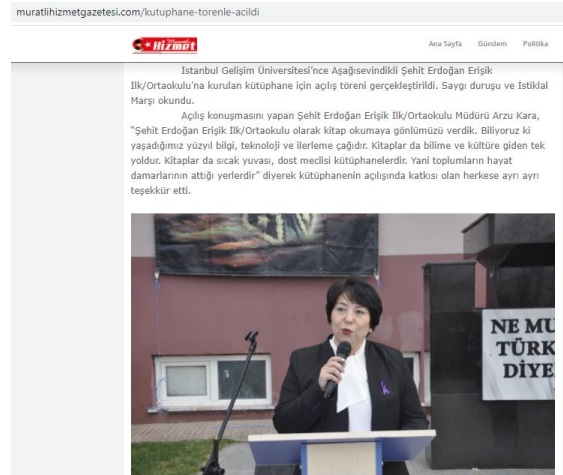 muratlihizmetgazetesi.com/kutuphane-torenle-acildi
Hizmet
Ana Sayfa Gündem Politika
İstanbul Gelişim Üniversitesi’nce Aşağısevindikli Şehit Erdoğan Erişik
İlk/Ortaokulu’na kurulan kütüphane için açılış töreni gerçekleştirildi. Saygı duruşu ve İstiklal
Marşı okundu.
Açılış konuşmasını yapan Şehit Erdoğan Erişik İlk/Ortaokulu Müdürü Arzu Kara,
“Şehit Erdoğan Erişik İlk/Ortaokulu olarak kitap okumaya gönlümüzü verdik. Biliyoruz ki
yaşadığımız yüzyıl bilgi, teknoloji ve ilerleme çağıdır. Kitaplar da bilime ve kültüre giden tek
yoldur. Kitaplar da sıcak yuvası, dost meclisi kütüphanelerdir. Yani toplumların hayat
damarlarının attığı yerlerdir” diyerek kütüphanenin açılışında katkısı olan herkese ayrı ayrı
teşekkür etti.
NE MU
TÜRK
DİYE